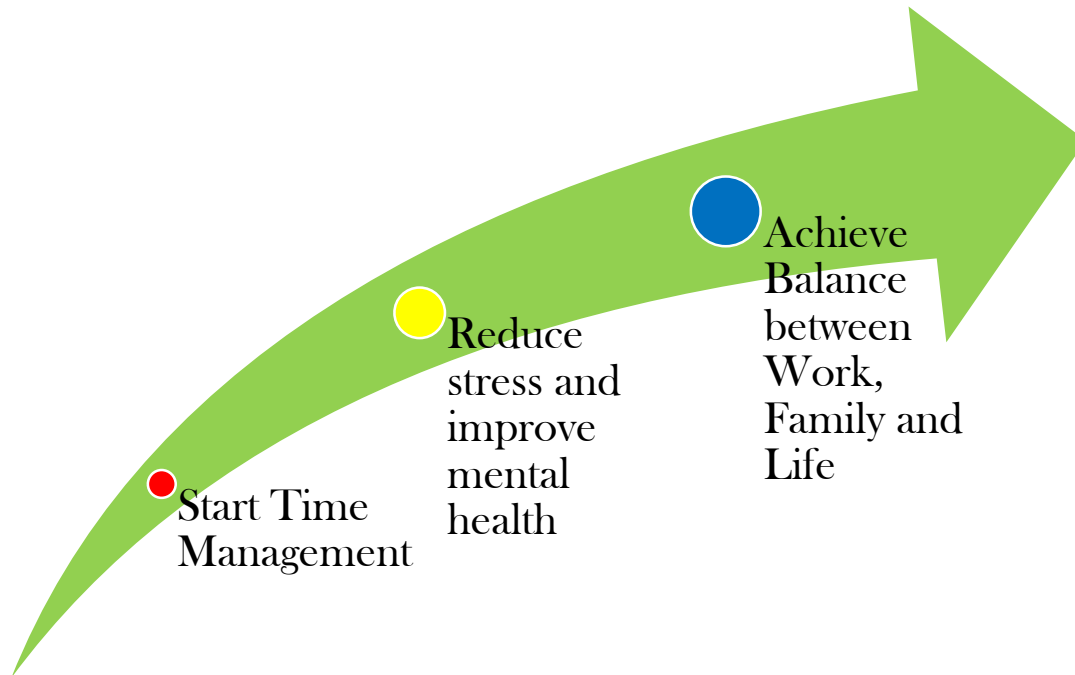 Start Time
Management
Reduce
stress and
improve
mental
health
Achieve
Balance
between
Work,
Family and
Life